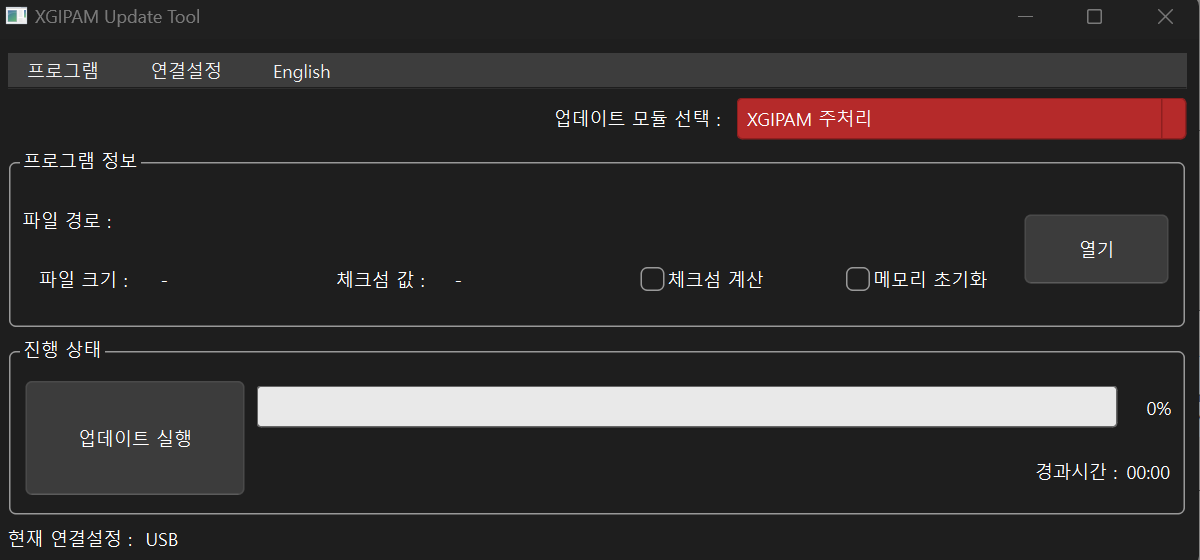 XGIPAM Update Tool
프로그램 연결설정 English
업데이트 모듈 선택 : XGIPAM 주처리
프로그램 정보
파일 경로 :
열기
파일 크기 : - 체크섬 값 : - 체크섬 계산 메모리 초기화
진행 상태
업데이트 실행
0%
경과시간 : 00:00
현재 연결설정 : USB